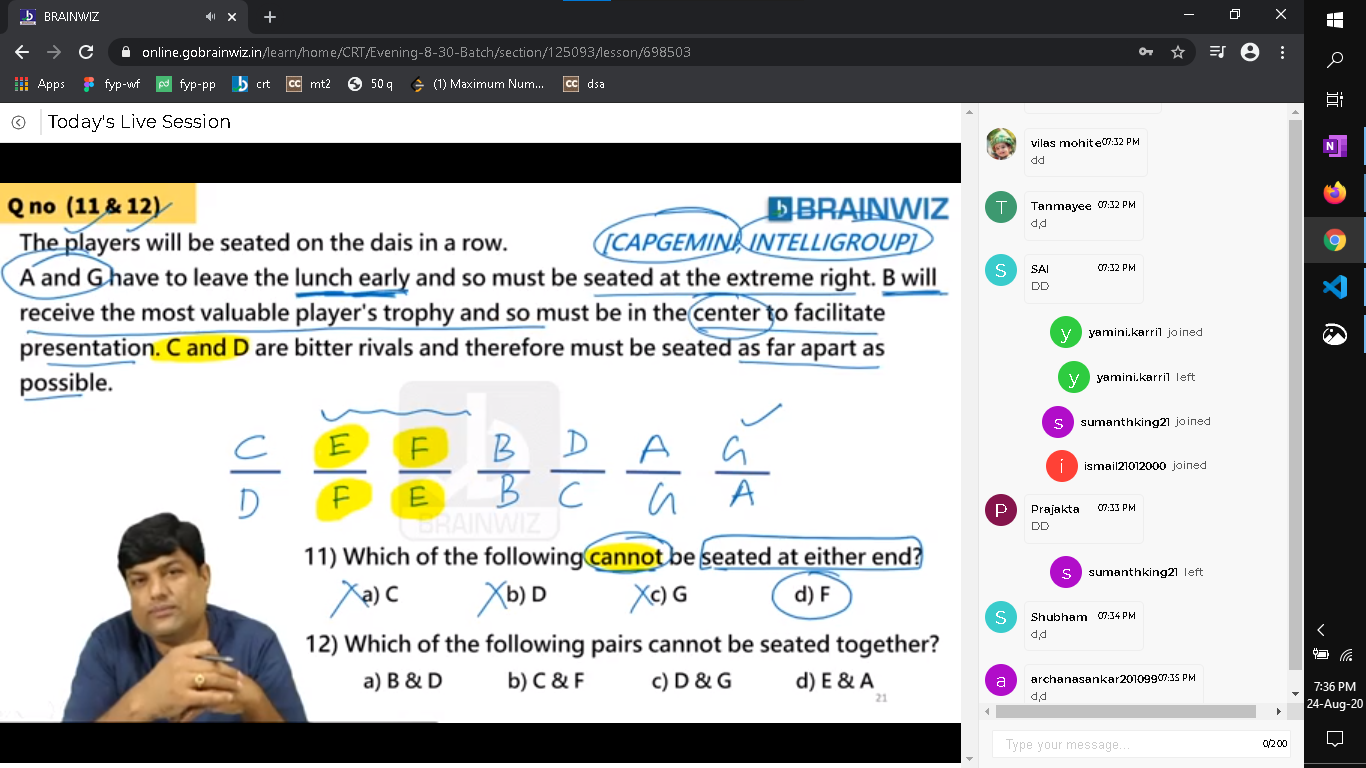 BRAINWIZ
online.gobrainwiz.in/learn/home/CRT/Evening-8-30-Batch/section/125093/lesson/698503
Apps fyp-wf fyp-pp crt mt2 50 q (1) Maximum Num... dsa
Today's Live Session
Q no (11 & 12)
BRAINWIZ
The players will be seated on the dais in a row. [CAPGEMINI, INTELLIGROUP]
A and G have to leave the lunch early and so must be seated at the extreme right. B will
receive the most valuable player's trophy and so must be in the center to facilitate
presentation. C and D are bitter rivals and therefore must be seated as far apart as
possible.
C E F B D A G
D F E B C G A
BRAINWIZ
11) Which of the following cannot be seated at either end?
a) C b) D c) G d) F
12) Which of the following pairs cannot be seated together?
a) B & D b) C & F c) D & G d) E & A
21
vilas mohite 07:32 PM
dd
T Tanmayee 07:32 PM
d,d
S SAI 07:32 PM
DD
y yamini.karri1 joined
y yamini.karri1 left
s sumanthking21 joined
i ismail21012000 joined
P Prajakta 07:33 PM
DD
s sumanthking21 left
S Shubham 07:34 PM
d,d
a archanasankar201099 07:35 PM
d,d
Type your message... 0/200
7:36 PM
24-Aug-20